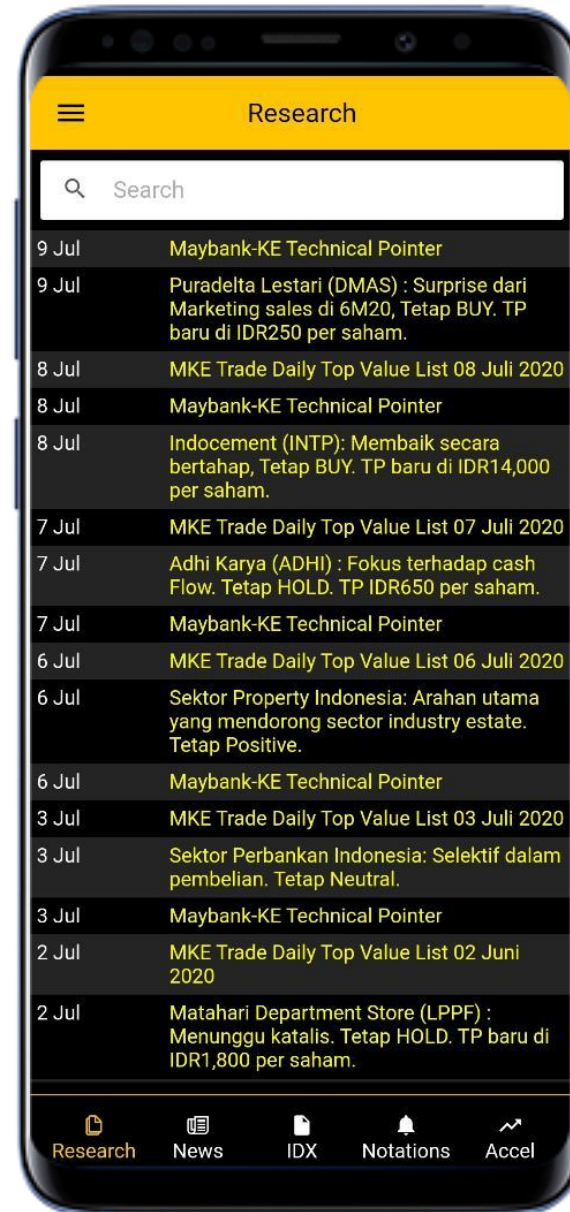 Research
Search
9 Jul
Maybank-KE Technical Pointer
9 Jul
Puradelta Lestari (DMAS) : Surprise dari
Marketing sales di 6M20, Tetap BUY. TP
baru di IDR250 per saham.
8 Jul
MKE Trade Daily Top Value List 08 Juli 2020
8 Jul
Maybank-KE Technical Pointer
8 Jul
Indocement (INTP): Membaik secara
bertahap, Tetap BUY. TP baru di IDR14,000
per saham.
7 Jul
MKE Trade Daily Top Value List 07 Juli 2020
7 Jul
Adhi Karya (ADHI) : Fokus terhadap cash
Flow. Tetap HOLD. TP IDR650 per saham.
7 Jul
Maybank-KE Technical Pointer
6 Jul
MKE Trade Daily Top Value List 06 Juli 2020
6 Jul
Sektor Property Indonesia: Arahan utama
yang mendorong sector industry estate.
Tetap Positive.
6 Jul
Maybank-KE Technical Pointer
3 Jul
MKE Trade Daily Top Value List 03 Juli 2020
3 Jul
Sektor Perbankan Indonesia: Selektif dalam
pembelian. Tetap Neutral.
3 Jul
Maybank-KE Technical Pointer
2 Jul
MKE Trade Daily Top Value List 02 Juni
2020
2 Jul
Matahari Department Store (LPPF) :
Menunggu katalis. Tetap HOLD. TP baru di
IDR1,800 per saham.
Research
News
IDX
Notations
Accel